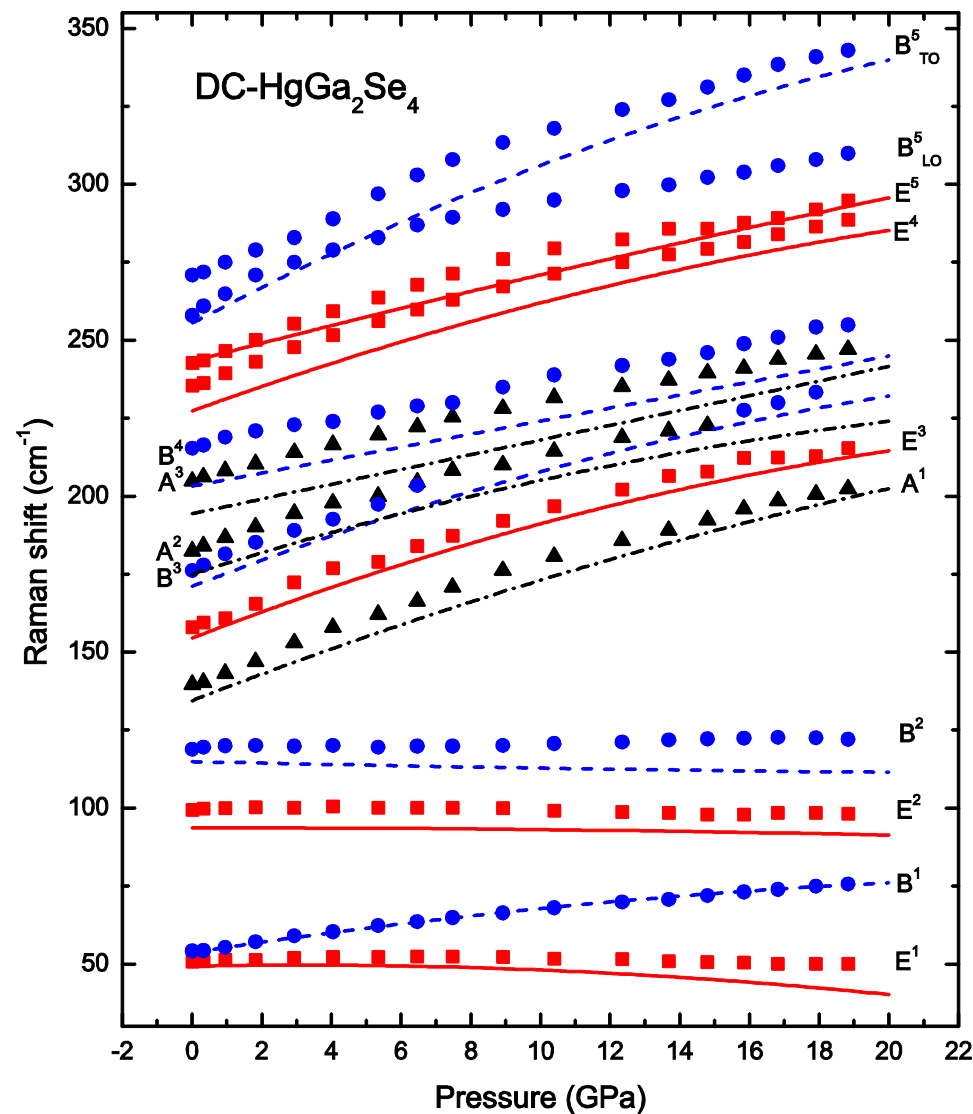 350
300
250
200
150
100
50
Raman shift (cm⁻¹)
DC-HgGa₂Se₄
B⁵TO
B⁵LO
E⁵
E⁴
B⁴
A³
A²
B³
E³
A¹
B²
E²
B¹
E¹
-2 0 2 4 6 8 10 12 14 16 18 20 22
Pressure (GPa)